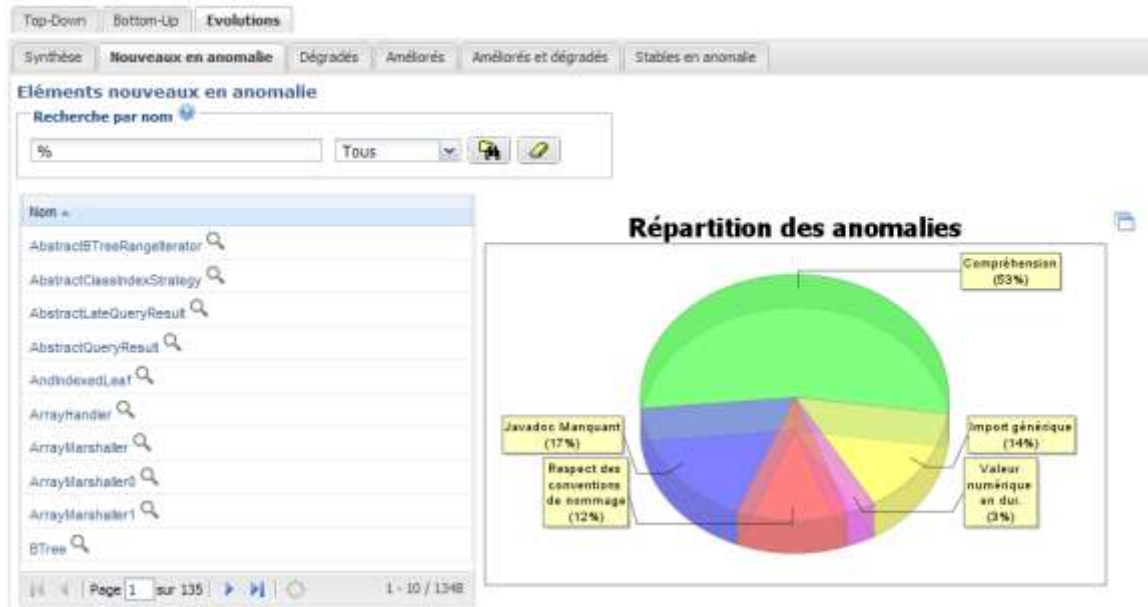 Top-Down Bottom-Up Evolutions
Synthèse Nouveaux en anomalie Dégradés Améliorés Améliorés et dégradés Stables en anomalie
Eléments nouveaux en anomalie
Recherche par nom
% Tous
Nom
AbstractBTreeRangeIterator
AbstractClassIndexStrategy
AbstractLateQueryResult
AbstractQueryResult
AndIndexedLeaf
ArrayHandler
ArrayMarshaller
ArrayMarshaller0
ArrayMarshaller1
BTree
Page 1 sur 135 1 - 10 / 1348
Répartition des anomalies
Compréhension
(53%)
Javadoc Manquant
(17%)
Import générique
(14%)
Respect des
conventions
de nommage
(12%)
Valeur
numérique
en dur.
(3%)